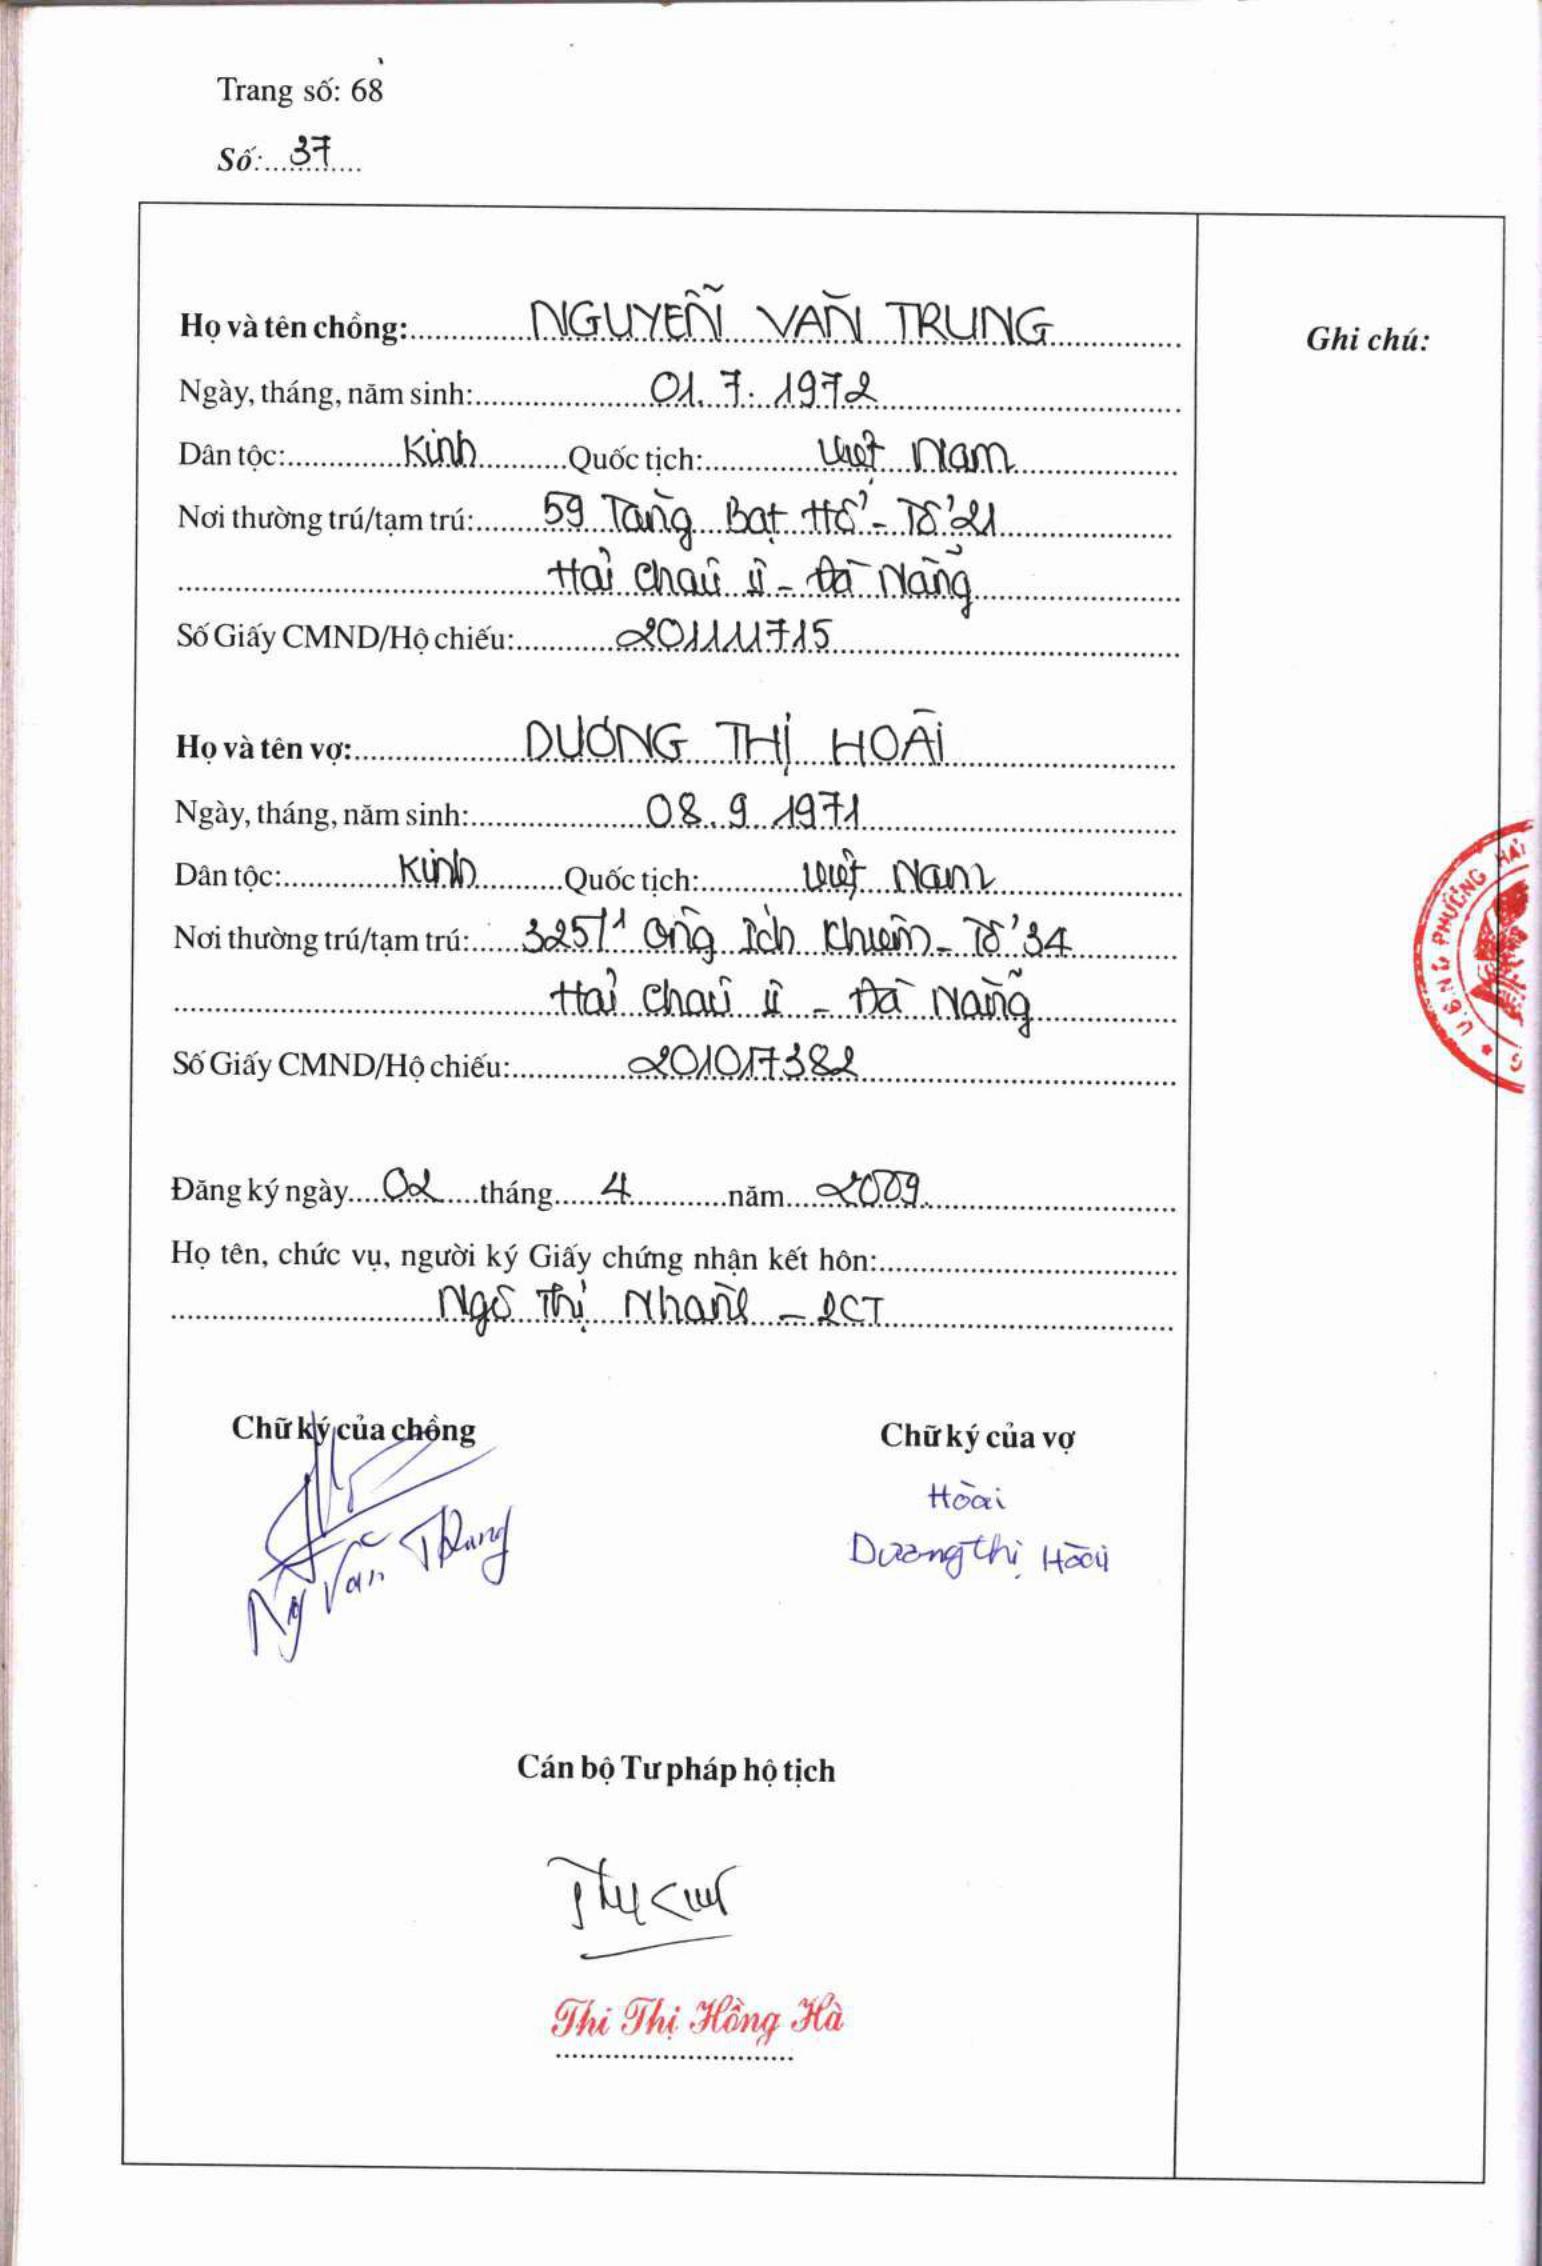 Trang số: 68
Số: 37
Họ và tên chồng: NGUYỄN VĂN TRUNG
Ghi chú:
Ngày, tháng, năm sinh: 01.7.1972
Dân tộc: Kinh Quốc tịch: Việt Nam
Nơi thường trú/tạm trú: 59 Tăng Bạt Hổ - Tổ 21
Hải Châu II - Đà Nẵng
Số Giấy CMND/Hộ chiếu: 201111715
Họ và tên vợ: DƯƠNG THỊ HOÀI
Ngày, tháng, năm sinh: 08.9.1971
Dân tộc: Kinh Quốc tịch: Việt Nam
Nơi thường trú/tạm trú: 325/1 Ông Ích Khiêm - Tổ 34
Hải Châu II - Đà Nẵng
Số Giấy CMND/Hộ chiếu: 201017382
Đăng ký ngày 02 tháng 4 năm 2009.
Họ tên, chức vụ, người ký Giấy chứng nhận kết hôn:
Ngô Thị Nhanh - PCT
Chữ ký của chồng
Chữ ký của vợ
Hoài
Ng Văn Trung
Dương thị Hoài
Cán bộ Tư pháp hộ tịch
Thi Thị Hồng Hà
U.B.N.D PHƯỜNG HẢI